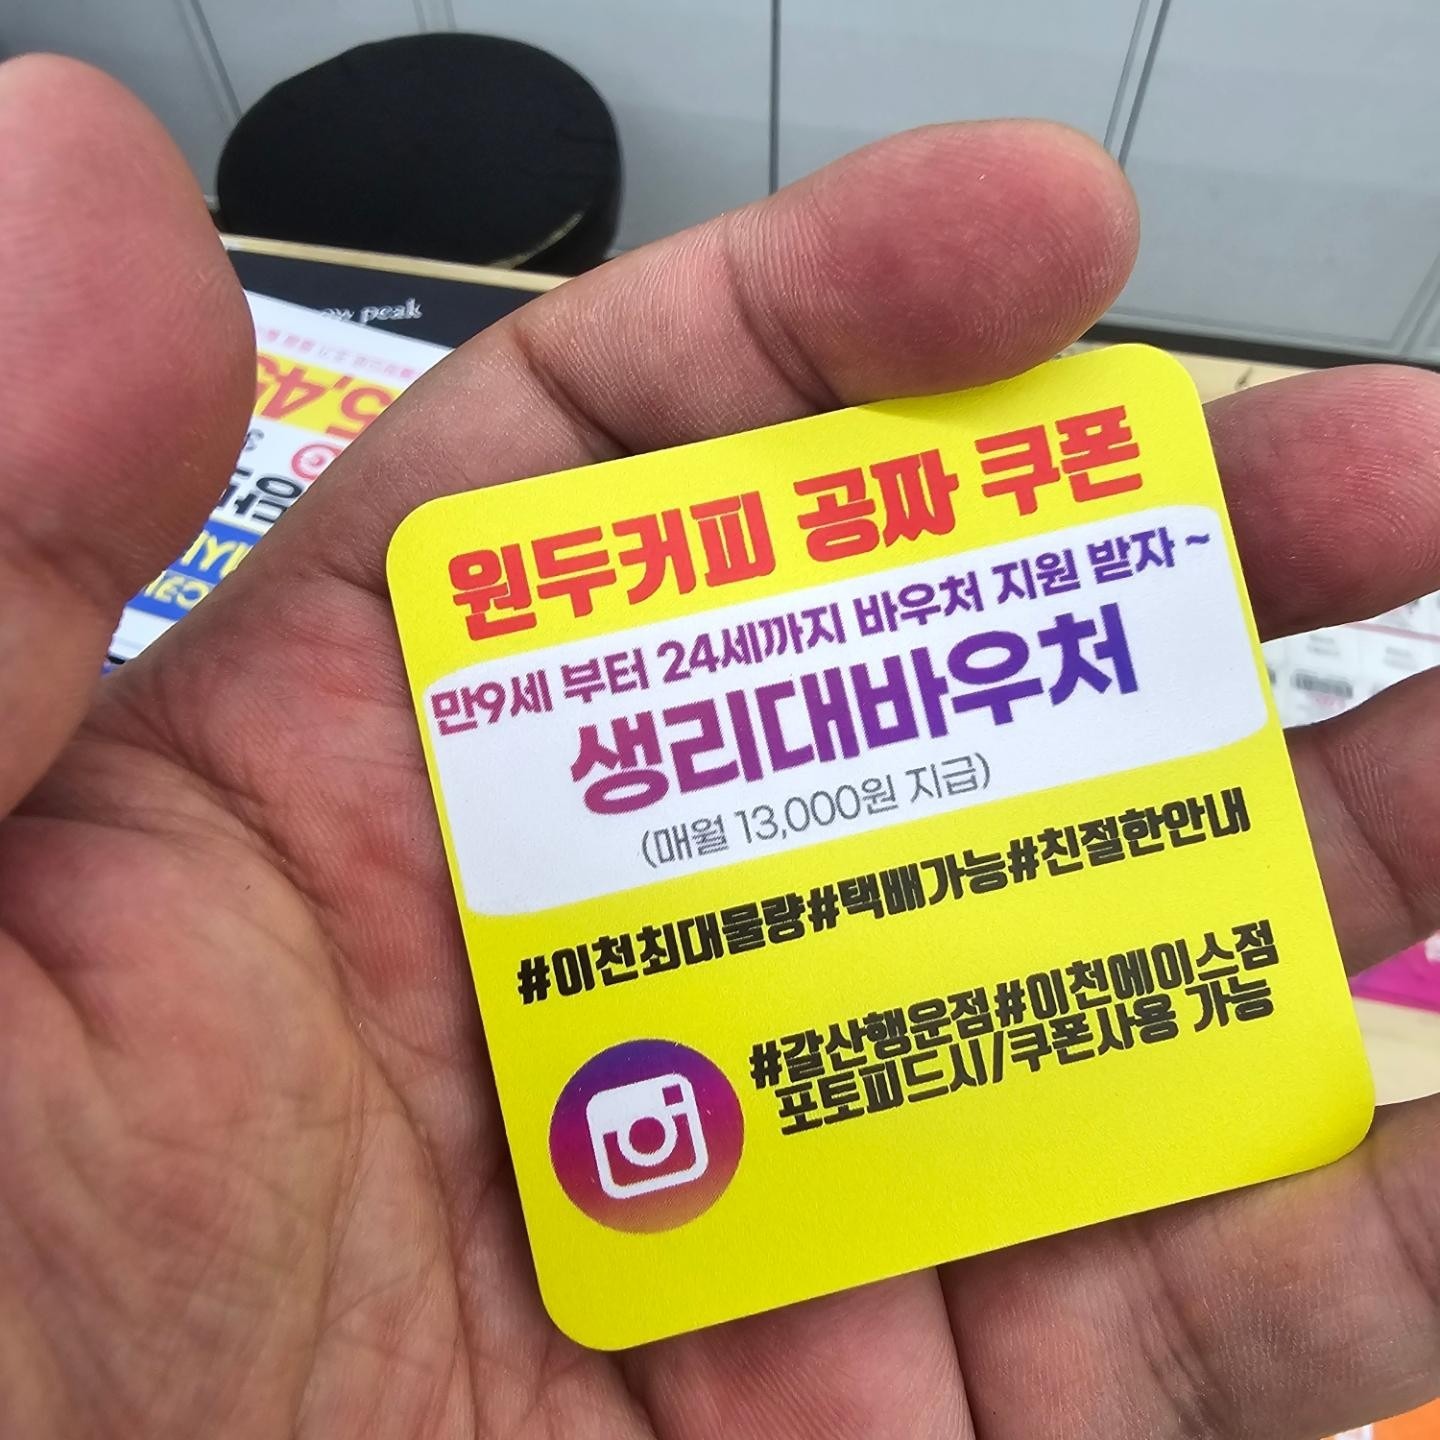 peak
원두커피 공짜 쿠폰
만9세 부터 24세까지 바우처 지원 받자 ~
생리대바우처
(매월 13,000원 지급)
#이천최대물량#택배가능#친절한안내
#갈산행운점#이천에이스점
포토피드시/쿠폰사용 가능